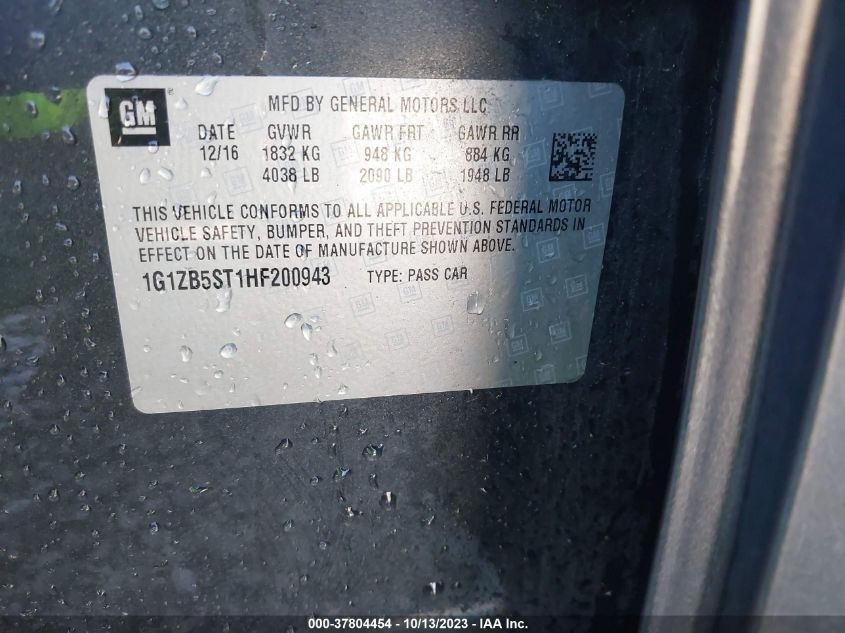 GM ® MFD BY GENERAL MOTORS LLC
DATE GVWR GAWR FRT GAWR RR
12/16 1832 KG 948 KG 884 KG
4038 LB 2090 LB 1948 LB
THIS VEHICLE CONFORMS TO ALL APPLICABLE U.S. FEDERAL MOTOR
VEHICLE SAFETY, BUMPER, AND THEFT PREVENTION STANDARDS IN
EFFECT ON THE DATE OF MANUFACTURE SHOWN ABOVE.
1G1ZB5ST1HF200943 TYPE: PASS CAR
000-37804454 - 10/13/2023 - IAA Inc.